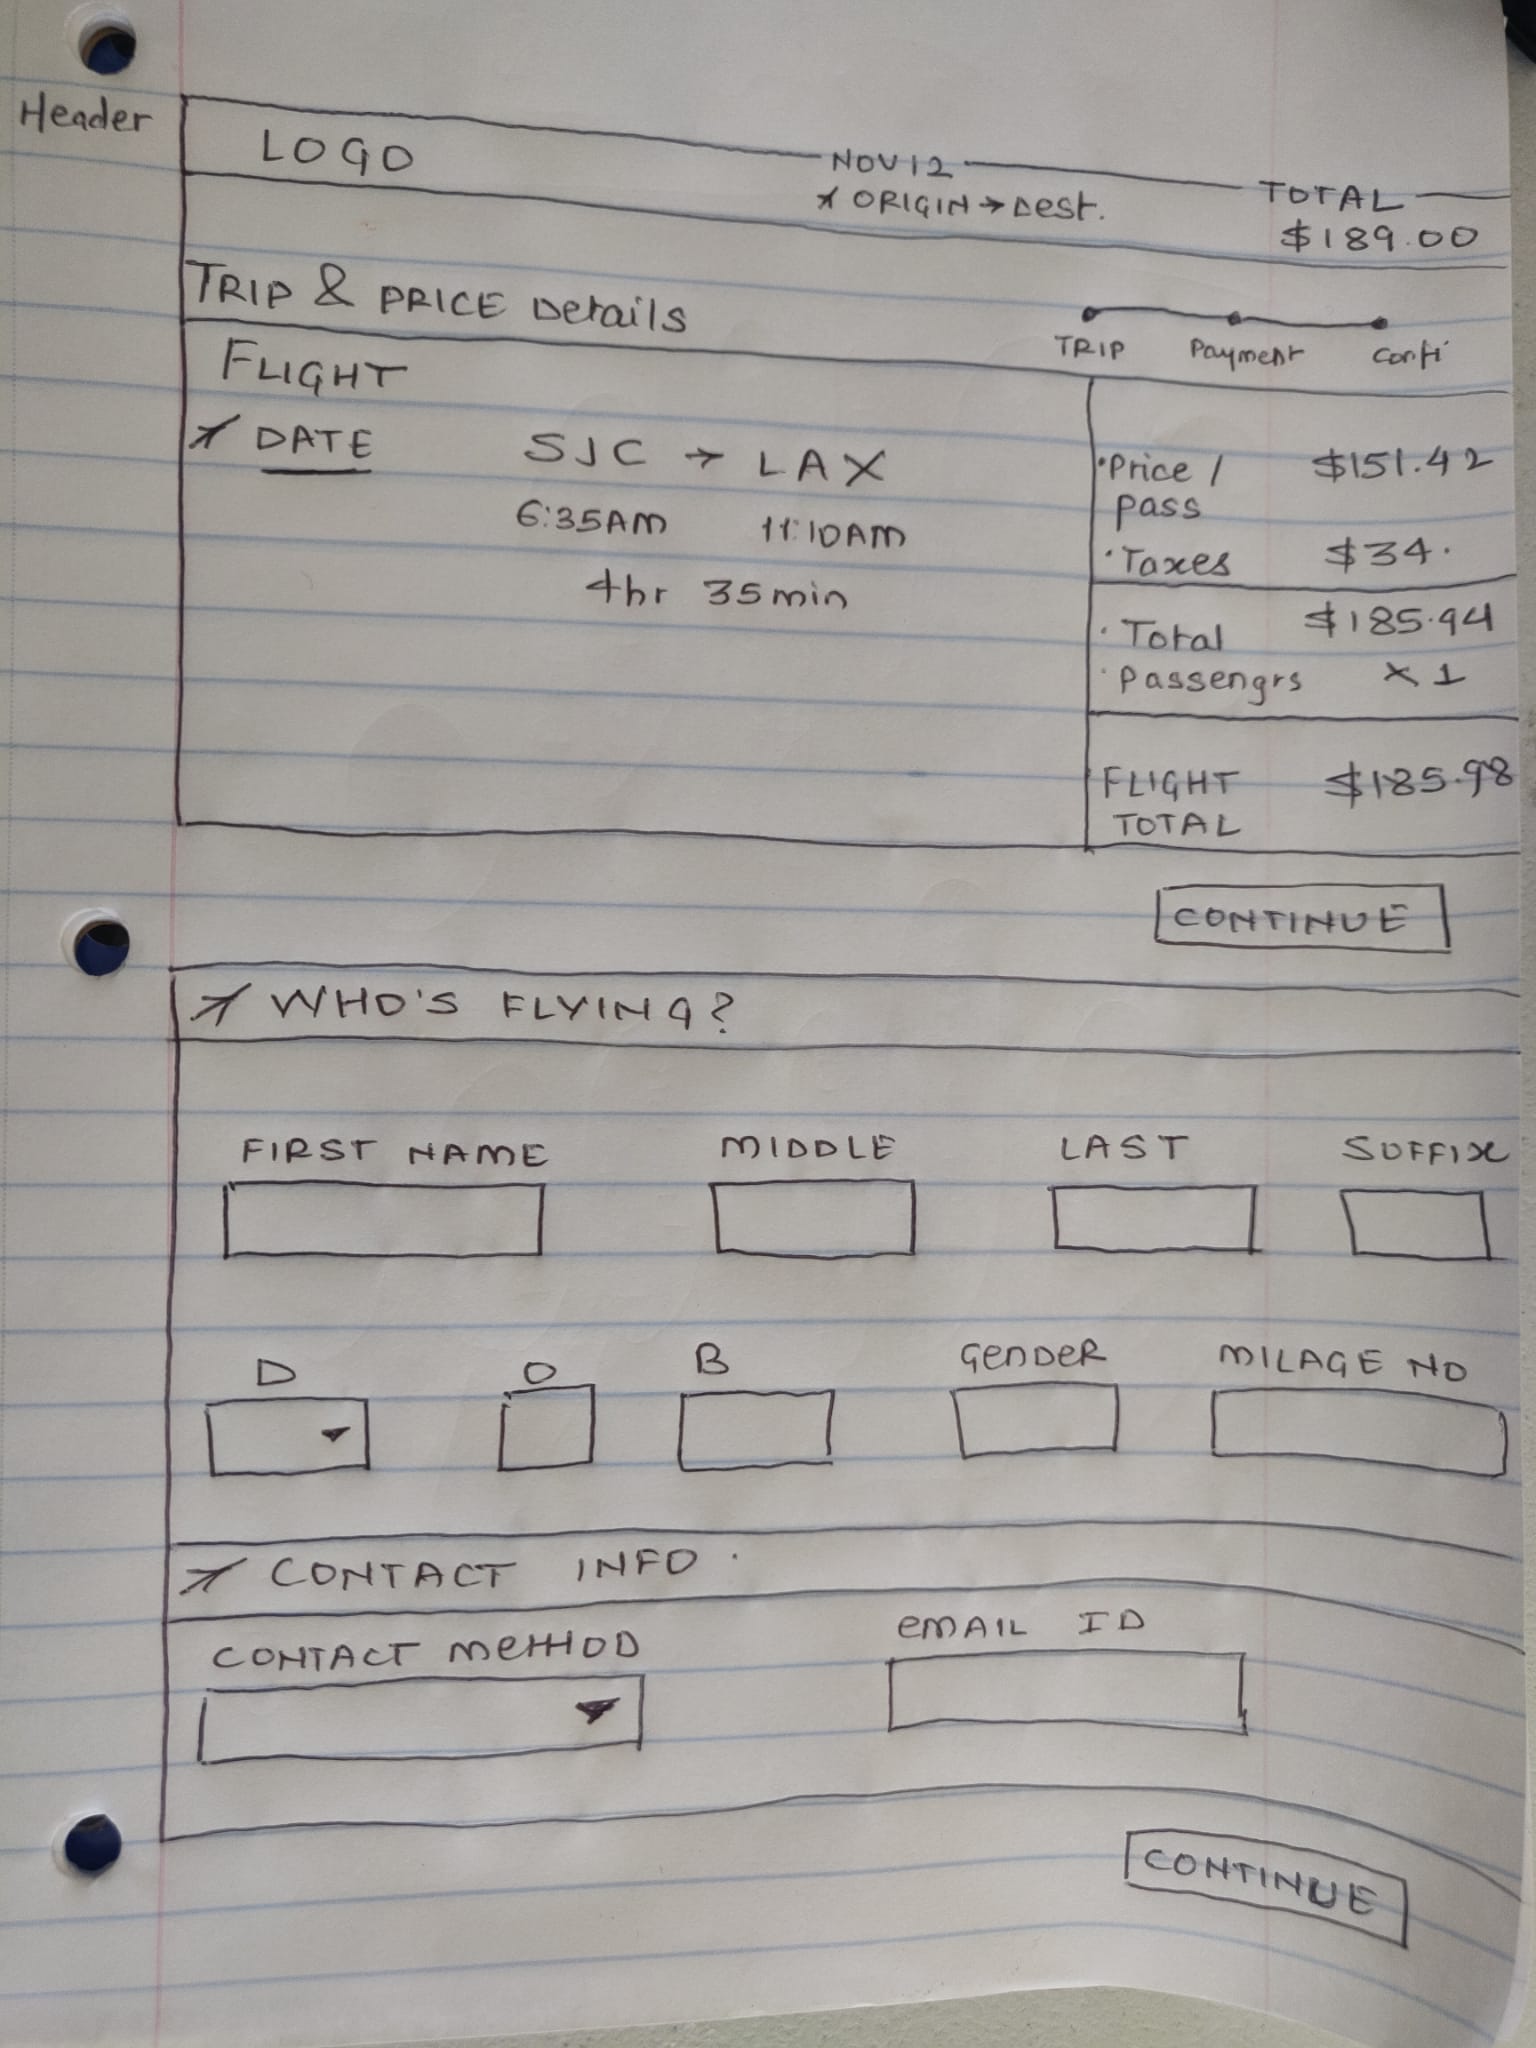 Header
LOGO
NOV 12
ORIGIN → Dest.
TOTAL
$189.00
TRIP & PRICE Details
TRIP Payment Confi
FLIGHT
DATE
SJC → LAX
6:35AM 11:10AM
4hr 35min
• Price / $151.42
pass
• Taxes $34.
• Total $185.94
• Passengrs X 1
FLIGHT $185.98
TOTAL
CONTINUE
WHO'S FLYING?
FIRST NAME MIDDLE LAST SUFFIX
D O B GENDER MILAGE NO
CONTACT INFO.
CONTACT METHOD EMAIL ID
CONTINUE